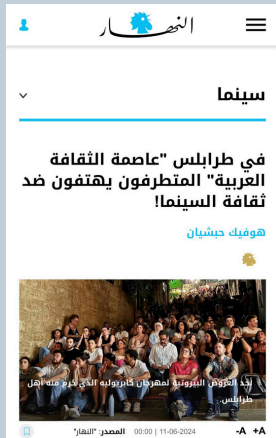 النهار
سينما
في طرابلس "عاصمة الثقافة
العربية" المتطرفون يهتفون ضد
ثقافة السينما!
هوفيك حبشيان
أحد العروض البيروتية لمهرجان كابريوليه الذي حُرم منه أهل
طرابلس.
11-06-2024 | 00:00 المصدر: "النهار"
A+ A-